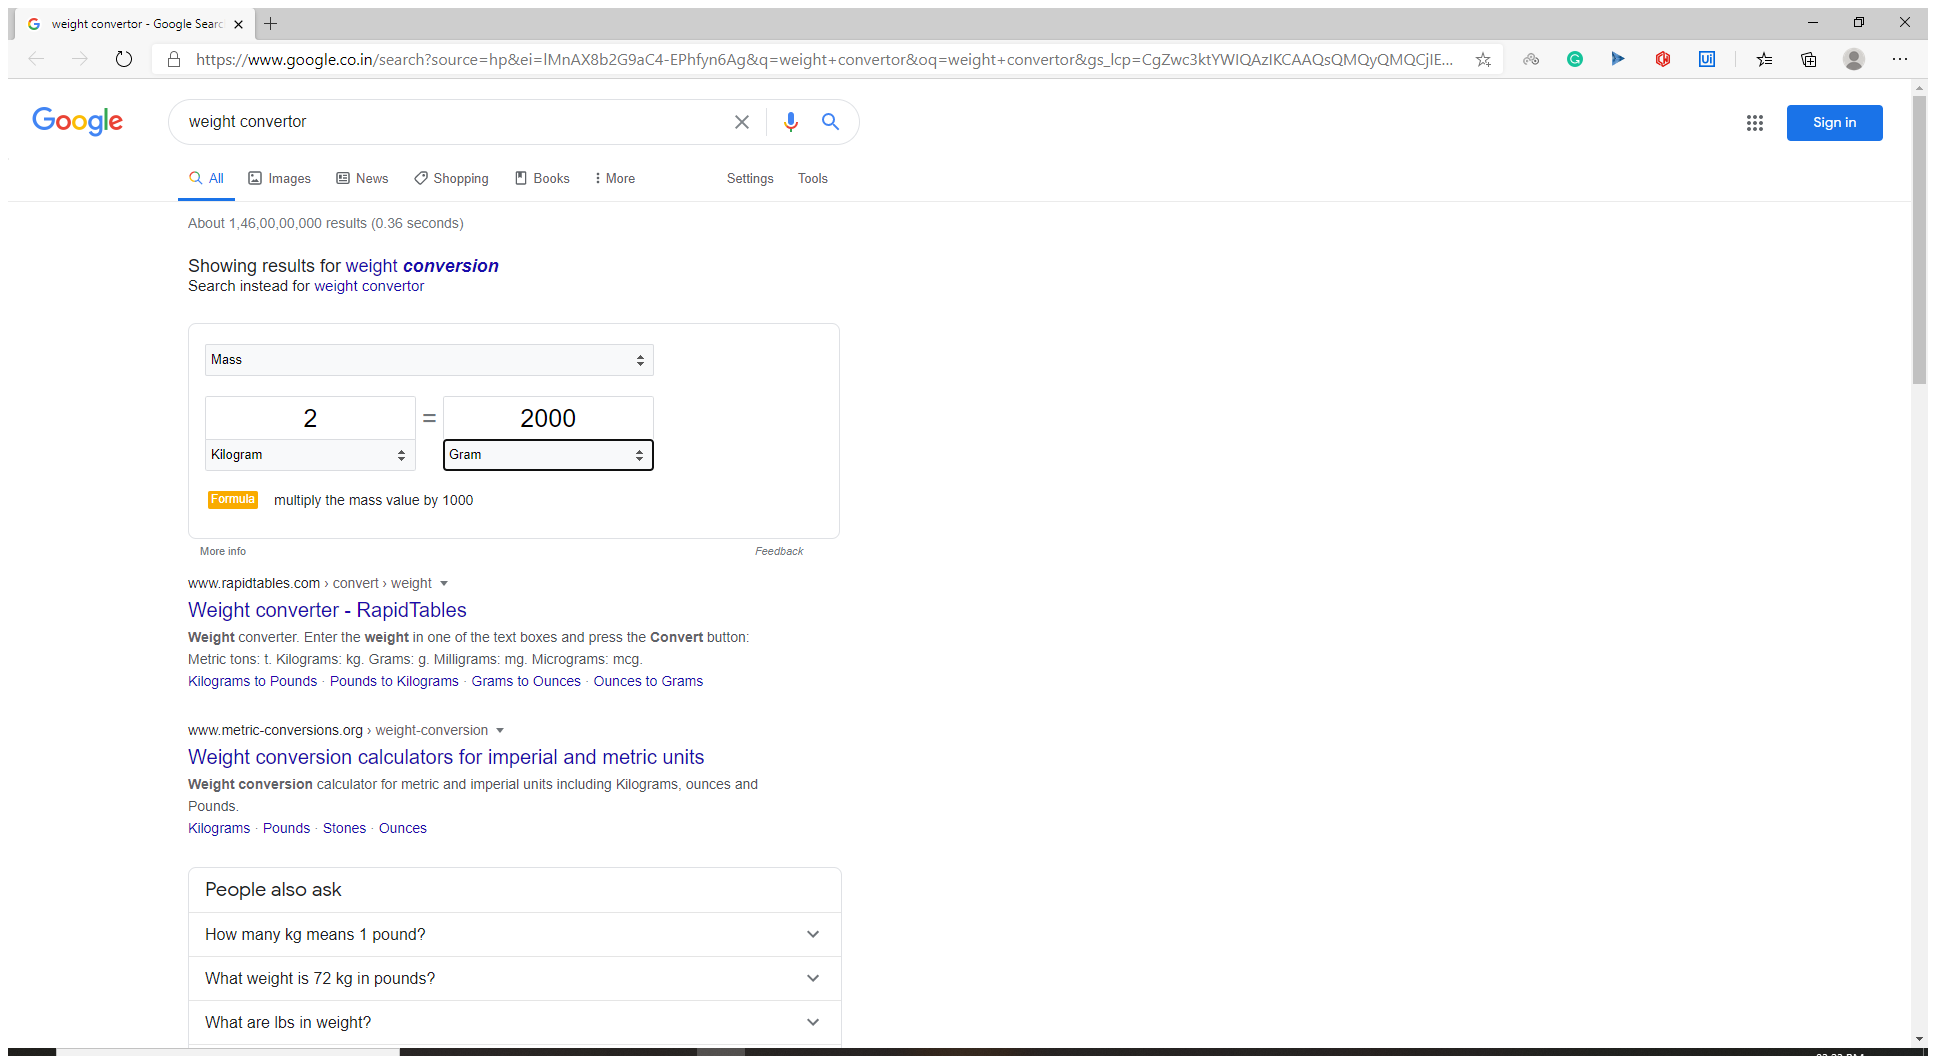 weight convertor - Google Searc
https://www.google.co.in/search?source=hp&ei=lMnAX8b2G9aC4-EPhfyn6Ag&q=weight+convertor&oq=weight+convertor&gs_lcp=CgZwc3ktYWIQAzIKCAAQsQMQyQMQCjIE...
Google
weight convertor
Sign in
All Images News Shopping Books More Settings Tools
About 1,46,00,00,000 results (0.36 seconds)
Showing results for weight conversion
Search instead for weight convertor
Mass
2 = 2000
Kilogram Gram
Formula multiply the mass value by 1000
More info Feedback
www.rapidtables.com › convert › weight
Weight converter - RapidTables
Weight converter. Enter the weight in one of the text boxes and press the Convert button:
Metric tons: t. Kilograms: kg. Grams: g. Milligrams: mg. Micrograms: mcg.
Kilograms to Pounds · Pounds to Kilograms · Grams to Ounces · Ounces to Grams
www.metric-conversions.org › weight-conversion
Weight conversion calculators for imperial and metric units
Weight conversion calculator for metric and imperial units including Kilograms, ounces and
Pounds.
Kilograms · Pounds · Stones · Ounces
People also ask
How many kg means 1 pound?
What weight is 72 kg in pounds?
What are lbs in weight?